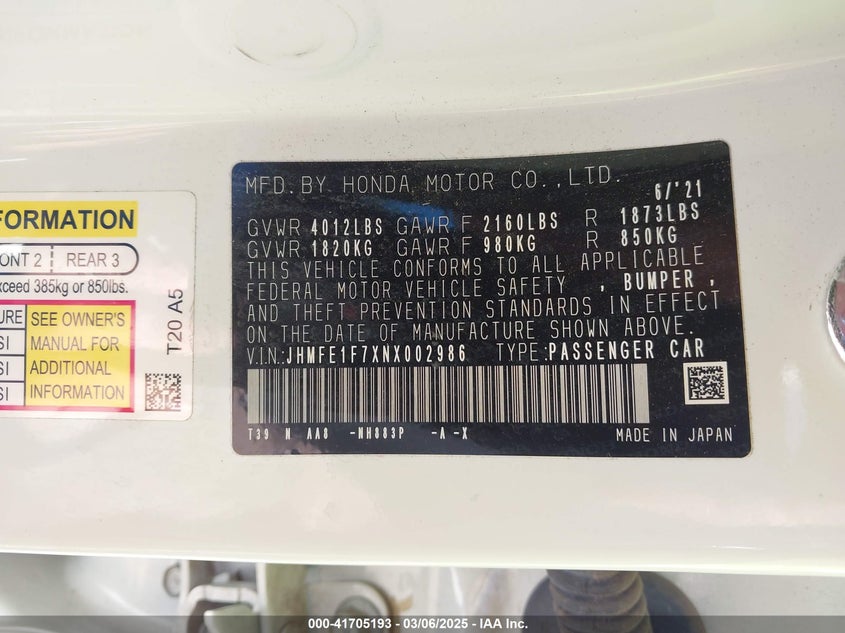 FORMATION
ONT 2 REAR 3
xceed 385kg or 850lbs.
URE SEE OWNER'S
SI MANUAL FOR
SI ADDITIONAL
SI INFORMATION
T20 A5
MFD. BY HONDA MOTOR CO., LTD. 6/'21
GVWR 4012LBS GAWR F 2160LBS R 1873LBS
GVWR 1820KG GAWR F 980KG R 850KG
THIS VEHICLE CONFORMS TO ALL APPLICABLE
FEDERAL MOTOR VEHICLE SAFETY , BUMPER ,
AND THEFT PREVENTION STANDARDS IN EFFECT
ON THE DATE OF MANUFACTURE SHOWN ABOVE.
V.I.N.: JHMFE1F7XNX002986 TYPE: PASSENGER CAR
T39 N AA8 -NH883P -A -X
MADE IN JAPAN
000-41705193 - 03/06/2025 - IAA Inc.